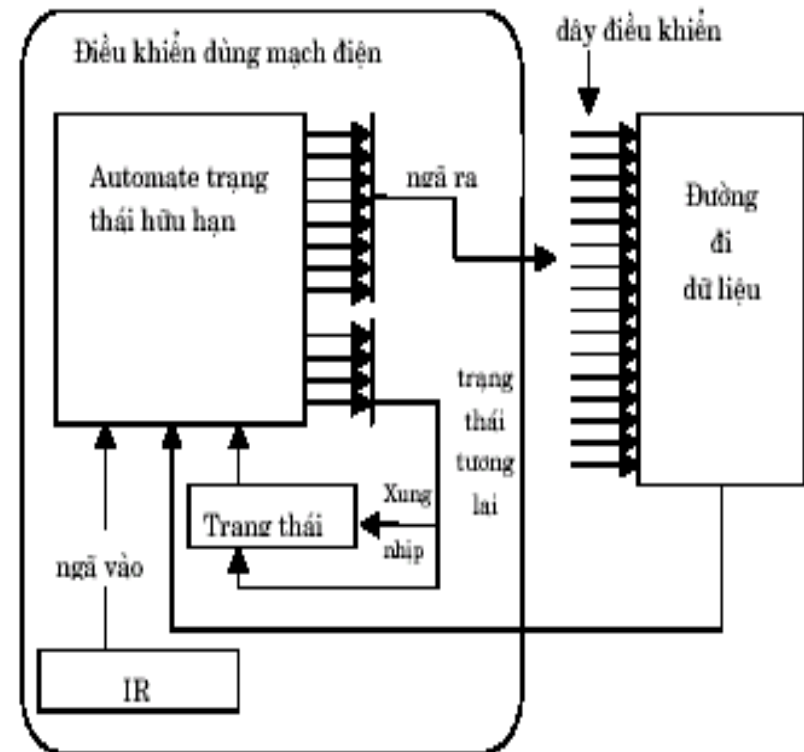 Điều khiển dùng mạch điện
dây điều khiển
Automate trạng
thái hữu hạn
ngã ra
Đường
đi
dữ liệu
trạng
thái
tương
lai
Xung
nhịp
Trang thái
ngã vào
IR